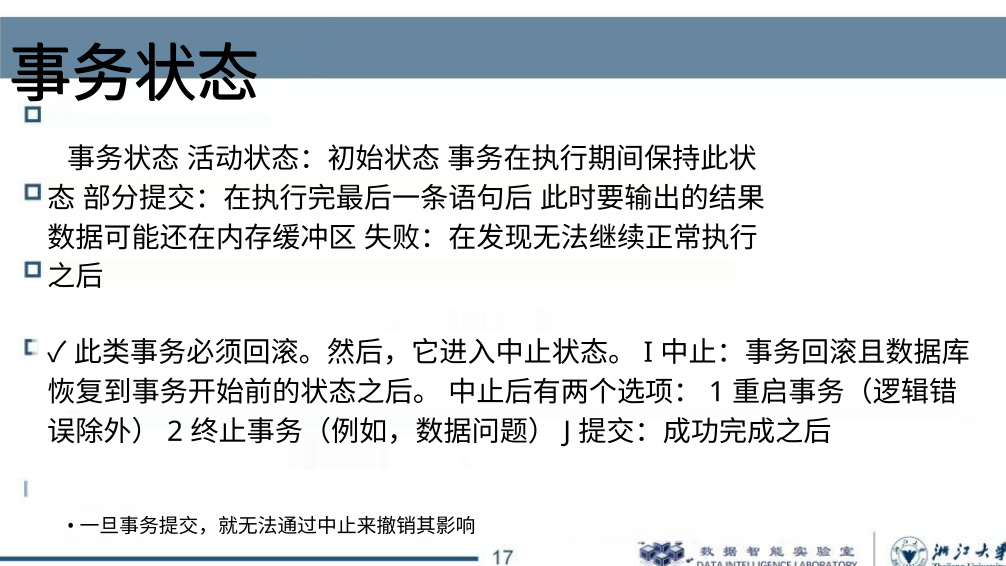 事务状态
事务状态 活动状态：初始状态 事务在执行期间保持此状
态 部分提交：在执行完最后一条语句后 此时要输出的结果
数据可能还在内存缓冲区 失败：在发现无法继续正常执行
之后
✓ 此类事务必须回滚。然后，它进入中止状态。 I 中止：事务回滚且数据库
恢复到事务开始前的状态之后。 中止后有两个选项： 1 重启事务（逻辑错
误除外） 2 终止事务（例如，数据问题） J 提交：成功完成之后
• 一旦事务提交，就无法通过中止来撤销其影响
17
数据智能实验室
DATA INTELLIGENCE LABORATORY
浙江大学